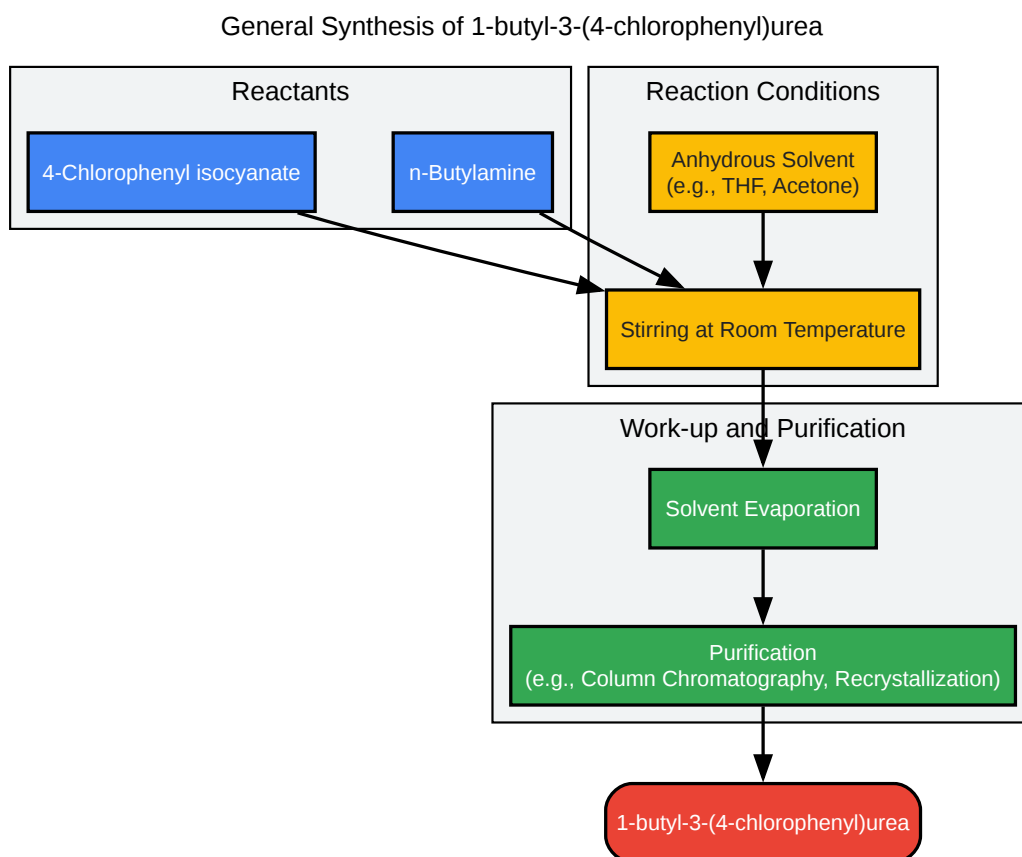 General Synthesis of 1-butyl-3-(4-chlorophenyl)urea
Reactants
4-Chlorophenyl isocyanate
n-Butylamine
Reaction Conditions
Anhydrous Solvent
(e.g., THF, Acetone)
Stirring at Room Temperature
Work-up and Purification
Solvent Evaporation
Purification
(e.g., Column Chromatography, Recrystallization)
1-butyl-3-(4-chlorophenyl)urea